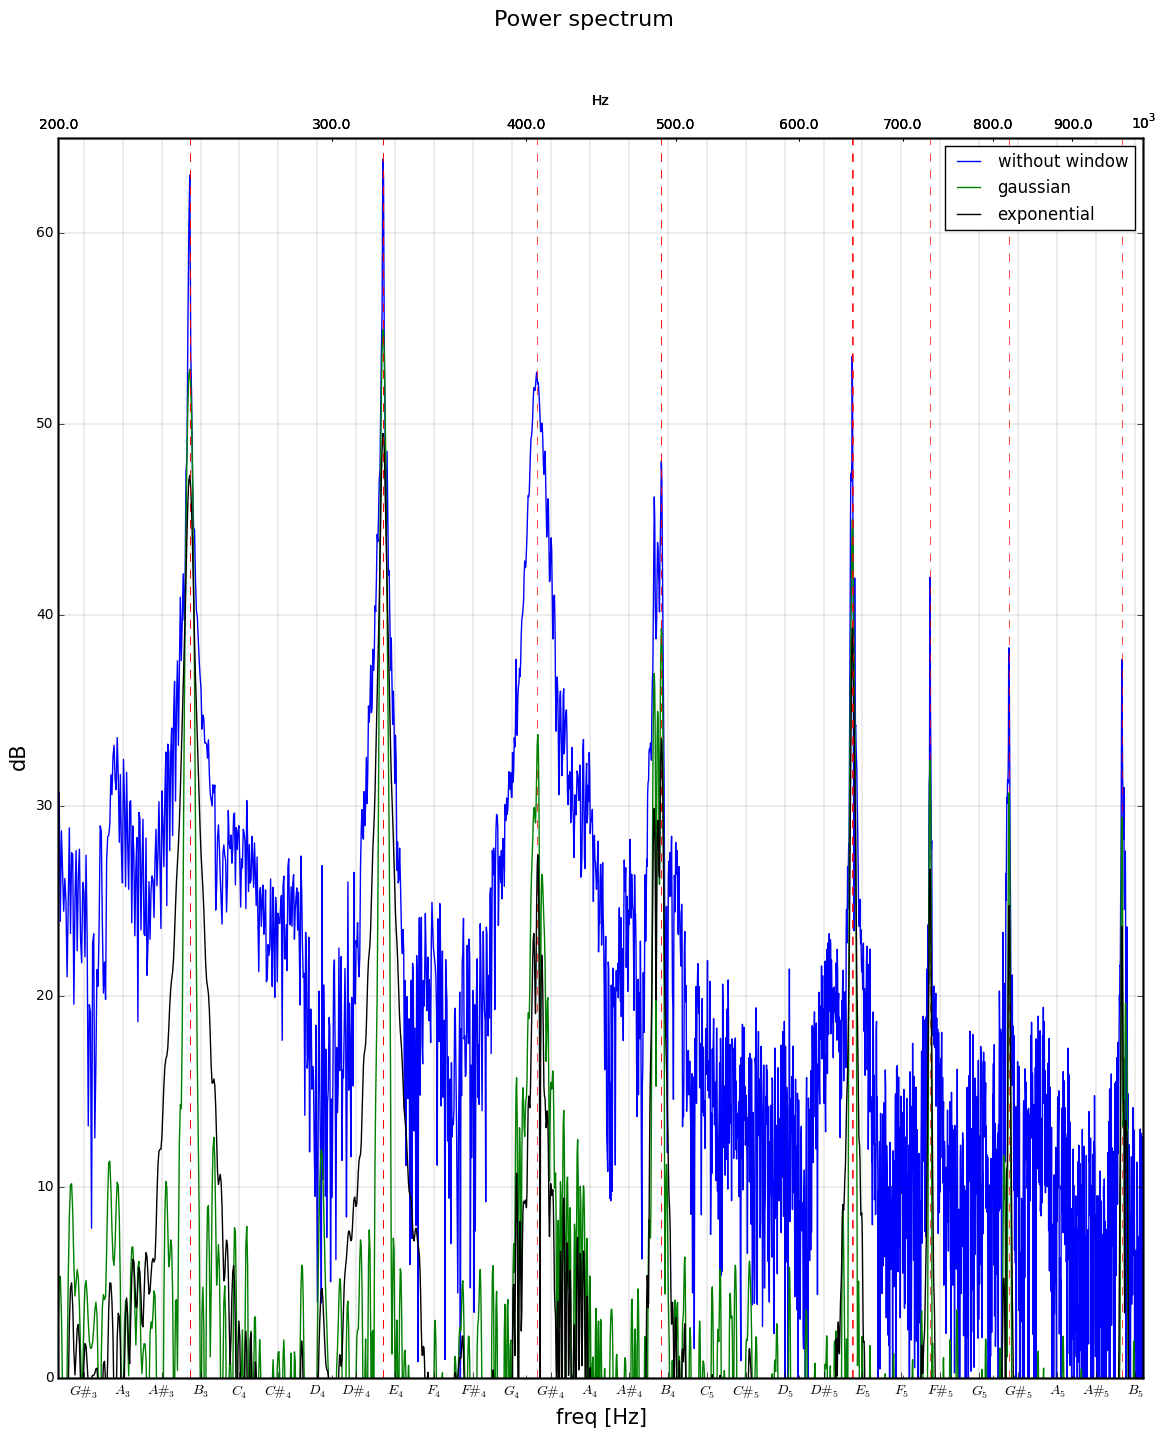 Power spectrum
Hz
200.0 300.0 400.0 500.0 600.0 700.0 800.0 900.0 10³
without window
gaussian
exponential
60
50
40
30
20
10
0
dB
G#₃ A₃ A#₃ B₃ C₄ C#₄ D₄ D#₄ E₄ F₄ F#₄ G₄ G#₄ A₄ A#₄ B₄ C₅ C#₅ D₅ D#₅ E₅ F₅ F#₅ G₅ G#₅ A₅ A#₅ B₅
freq [Hz]